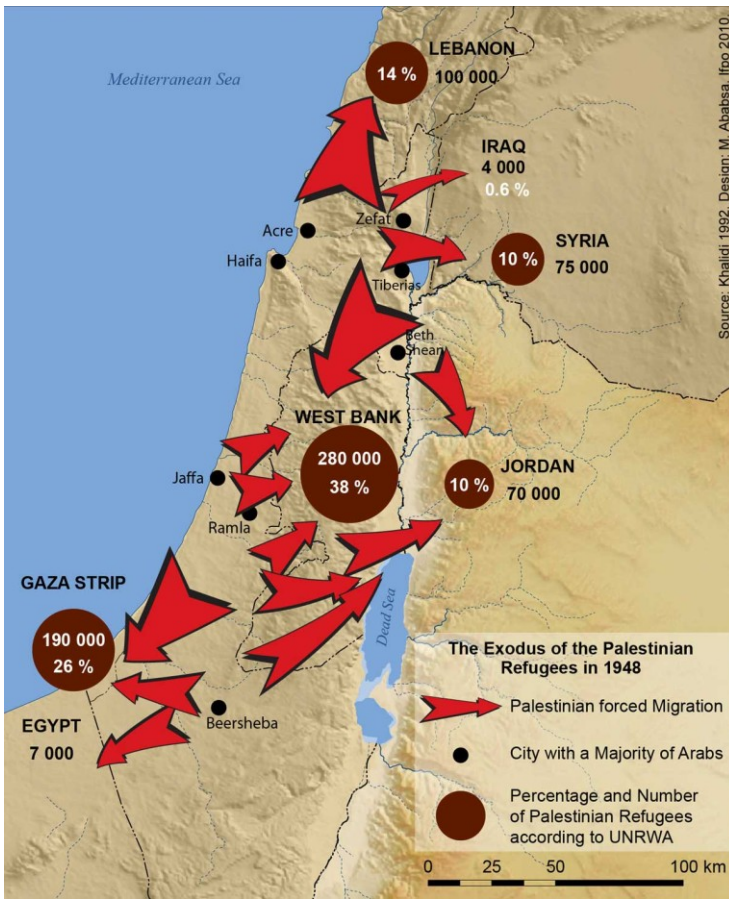 Mediterranean Sea
LEBANON
14 %
100 000
IRAQ
4 000
0.6 %
Zefat
Acre
SYRIA
10 %
75 000
Haifa
Tiberias
Beth
Shean
WEST BANK
280 000
38 %
JORDAN
10 %
70 000
Jaffa
Ramla
GAZA STRIP
190 000
26 %
Dead Sea
Beersheba
EGYPT
7 000
The Exodus of the Palestinian
Refugees in 1948
Palestinian forced Migration
City with a Majority of Arabs
Percentage and Number
of Palestinian Refugees
according to UNRWA
0 25 50 100 km
Source: Khalidi 1992, Design: M. Ababsa, Ifpo 2010.